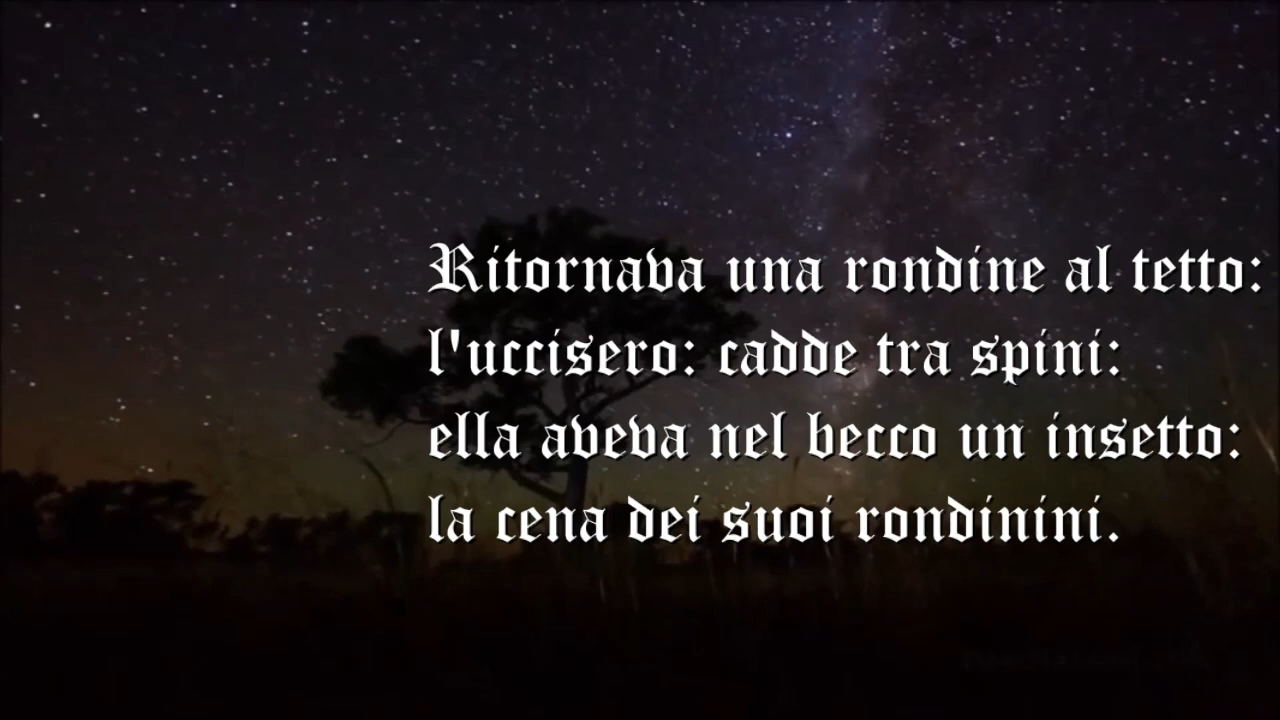 Ritornava una rondine al tetto:
l'uccisero: cadde tra spini:
ella aveva nel becco un insetto:
la cena dei suoi rondinini.